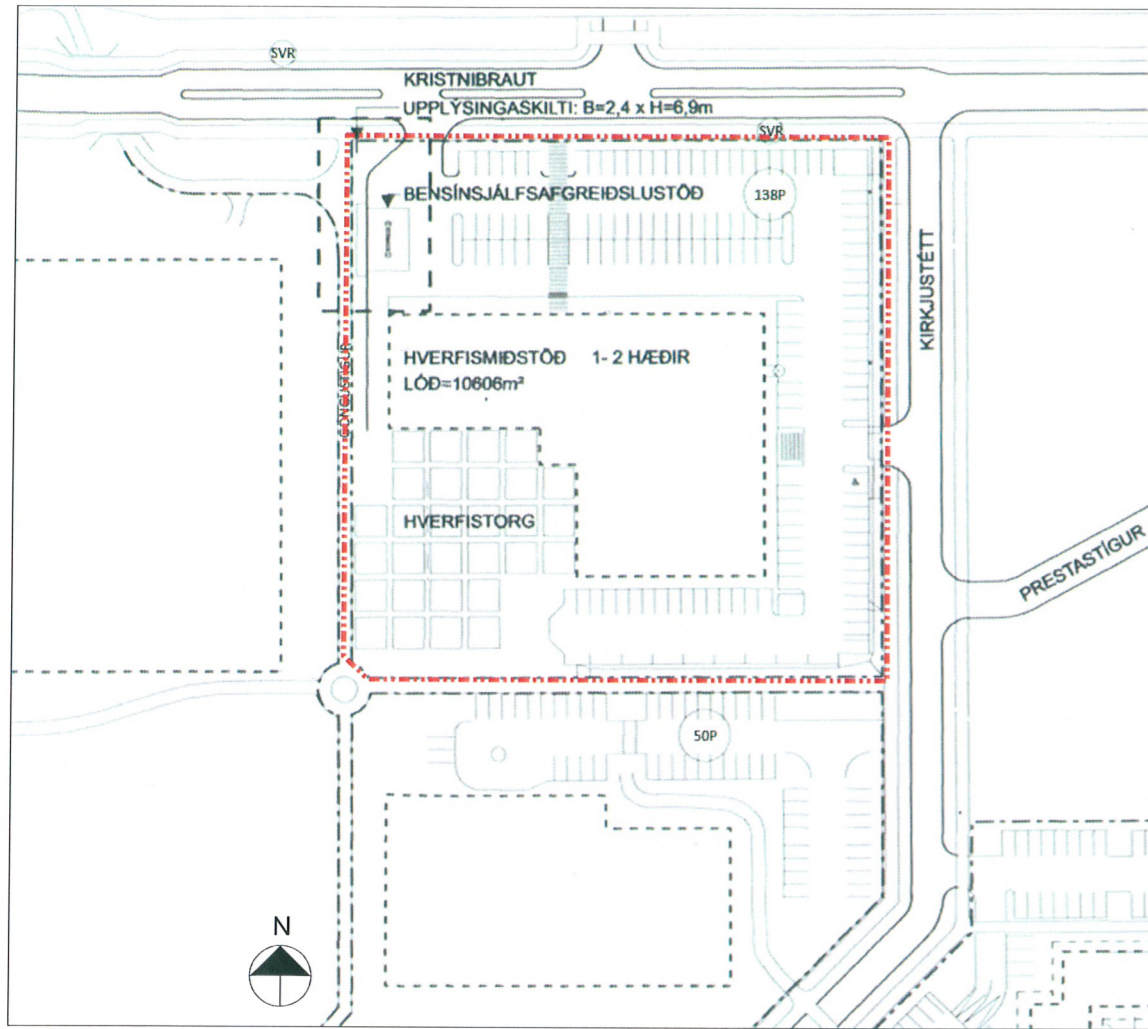 SVR
KRISTNIBRAUT
UPPLÝSINGASKILTI: B=2,4 x H=6,9m
SVR
BENSÍNSJÁLFSAFGREIÐSLUSTÖÐ
138P
KIRKJUSTÉTT
GÖNGUSTÍGUR
HVERFISMIÐSTÖÐ 1- 2 HÆÐIR
LÓÐ=10606m²
HVERFISTORG
PRESTASTÍGUR
50P
N